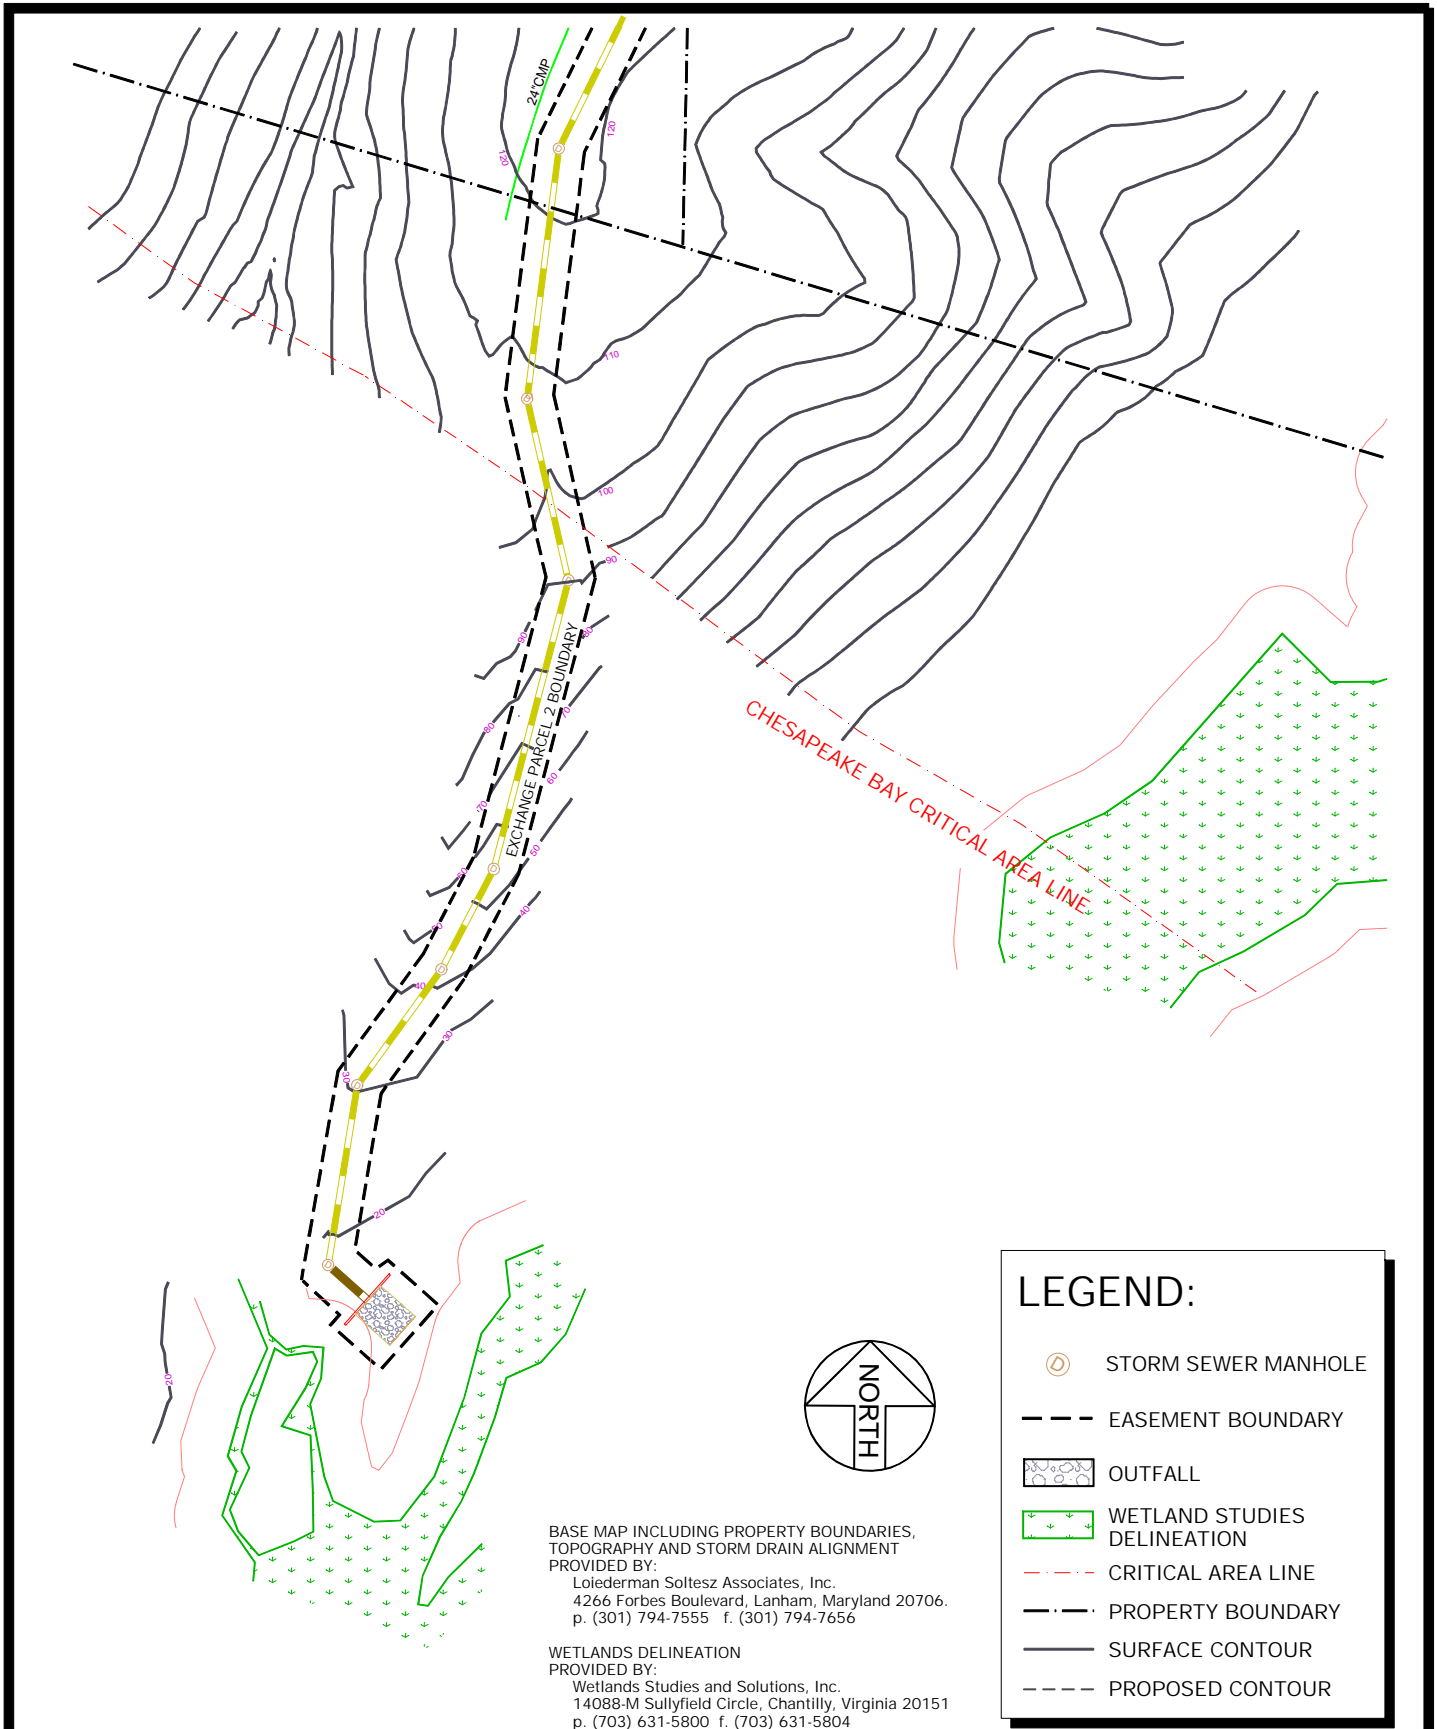 24"CMP
120
120
110
100
90
90
80
80
70
70
60
60
50
50
40
40
30
30
20
20
EXCHANGE PARCEL 2 BOUNDARY
CHESAPEAKE BAY CRITICAL AREA LINE
NORTH
BASE MAP INCLUDING PROPERTY BOUNDARIES,
TOPOGRAPHY AND STORM DRAIN ALIGNMENT
PROVIDED BY:
Loiederman Soltesz Associates, Inc.
4266 Forbes Boulevard, Lanham, Maryland 20706.
p. (301) 794-7555 f. (301) 794-7656
WETLANDS DELINEATION
PROVIDED BY:
Wetlands Studies and Solutions, Inc.
14088-M Sullyfield Circle, Chantilly, Virginia 20151
p. (703) 631-5800 f. (703) 631-5804
LEGEND:
D STORM SEWER MANHOLE
EASEMENT BOUNDARY
OUTFALL
WETLAND STUDIES
DELINEATION
CRITICAL AREA LINE
PROPERTY BOUNDARY
SURFACE CONTOUR
PROPOSED CONTOUR